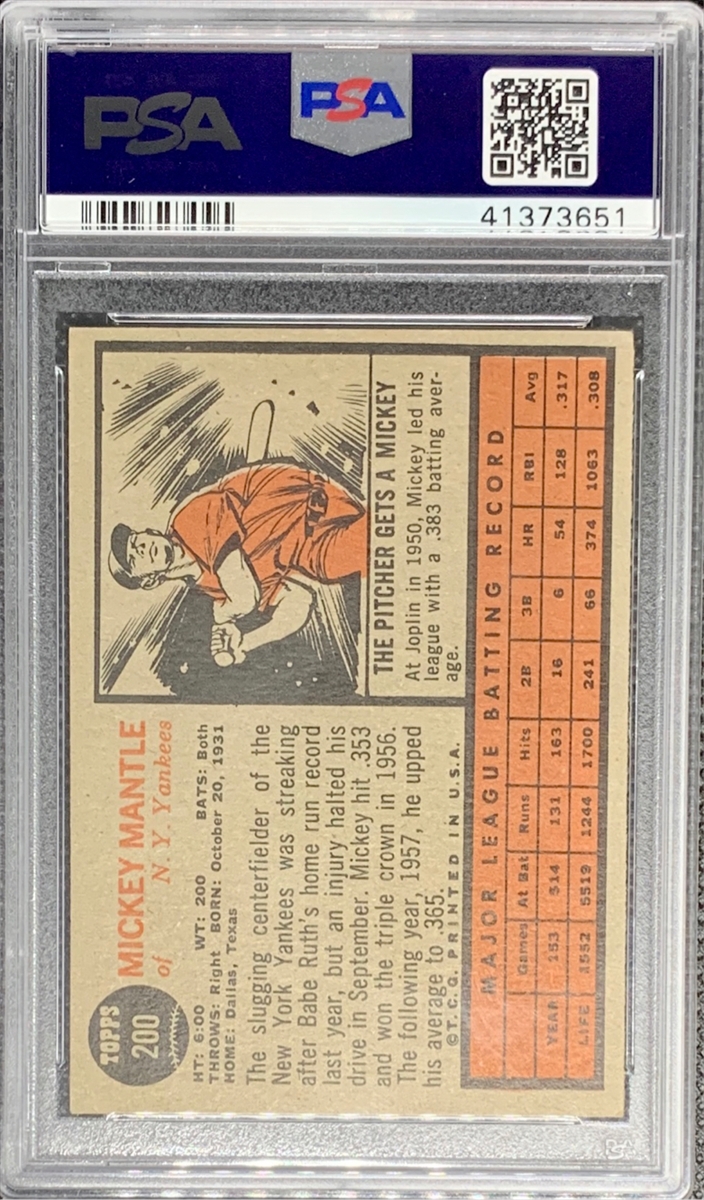 PSA
PSA
41373651
TOPPS
200
MICKEY MANTLE
of N. Y. Yankees
HT: 6:00 WT: 200 BATS: Both
THROWS: Right BORN: October 20, 1931
HOME: Dallas, Texas
The slugging centerfielder of the
New York Yankees was streaking
after Babe Ruth's home run record
last year, but an injury halted his
drive in September. Mickey hit .353
and won the triple crown in 1956.
The following year, 1957, he upped
his average to .365.
©T.C.G. PRINTED IN U.S.A.
THE PITCHER GETS A MICKEY
At Joplin in 1950, Mickey led his
league with a .383 batting aver-
age.
MAJOR LEAGUE BATTING RECORD
Games At Bat Runs Hits 2B 3B HR RBI Avg
YEAR 153 514 131 163 16 6 54 128 .317
LIFE 1552 5519 1244 1700 241 66 374 1063 .308